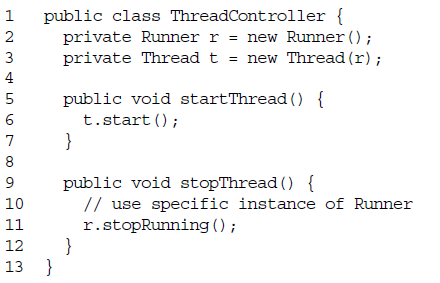 1 public class ThreadController {
2 private Runner r = new Runner();
3 private Thread t = new Thread(r);
4
5 public void startThread() {
6 t.start();
7 }
8
9 public void stopThread() {
10 // use specific instance of Runner
11 r.stopRunning();
12 }
13 }